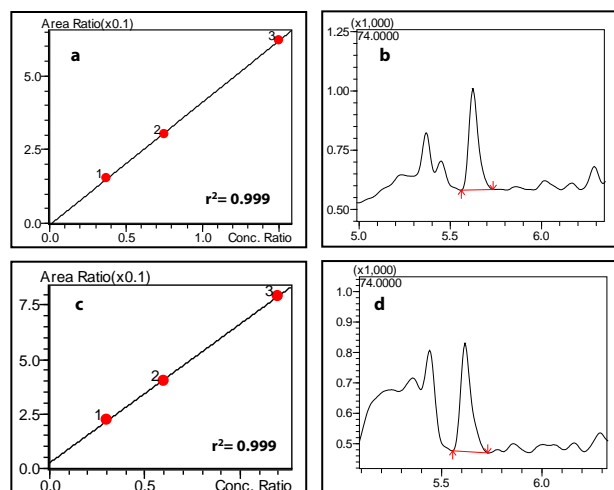 Area Ratio(x0.1)
a
3
5.0
2
2.5
1
r²= 0.999
0.0
0.0 0.5 1.0
Conc. Ratio
(x1,000)
1.25
74.0000
b
1.00
0.75
0.50
5.0 5.5 6.0
Area Ratio(x0.1)
c
3
7.5
5.0
2
2.5
1
r²= 0.999
0.0
0.0 0.5 1.0
Conc. Ratio
(x1,000)
1.0
74.0000
d
0.9
0.8
0.7
0.6
0.5
5.5 6.0